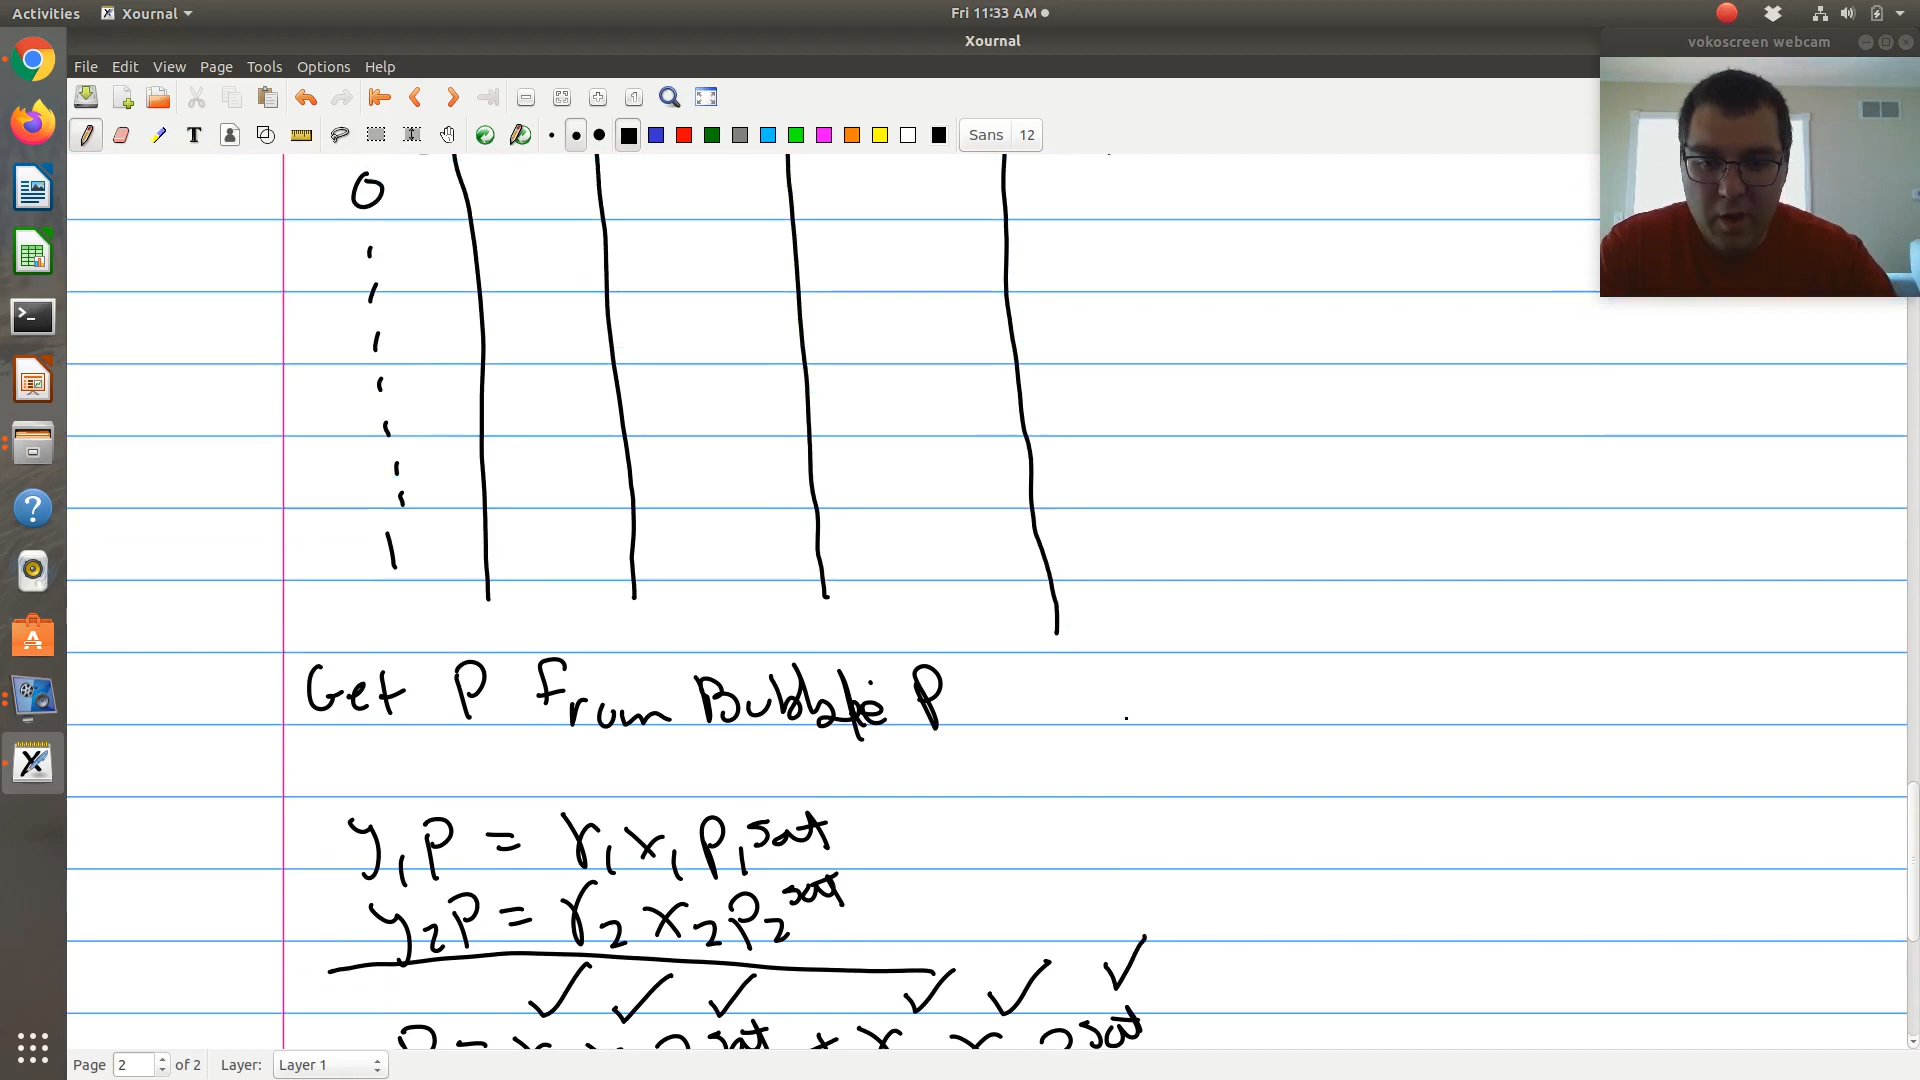 Activities Xournal Fri 11:33 AM
Xournal
vokoscreen webcam
File Edit View Page Tools Options Help
Sans 12
0
1
Get P From Bubble P
y₁P = γ₁x₁P₁sat
y₂P = γ₂x₂P₂sat
Page 2 of 2 Layer: Layer 1